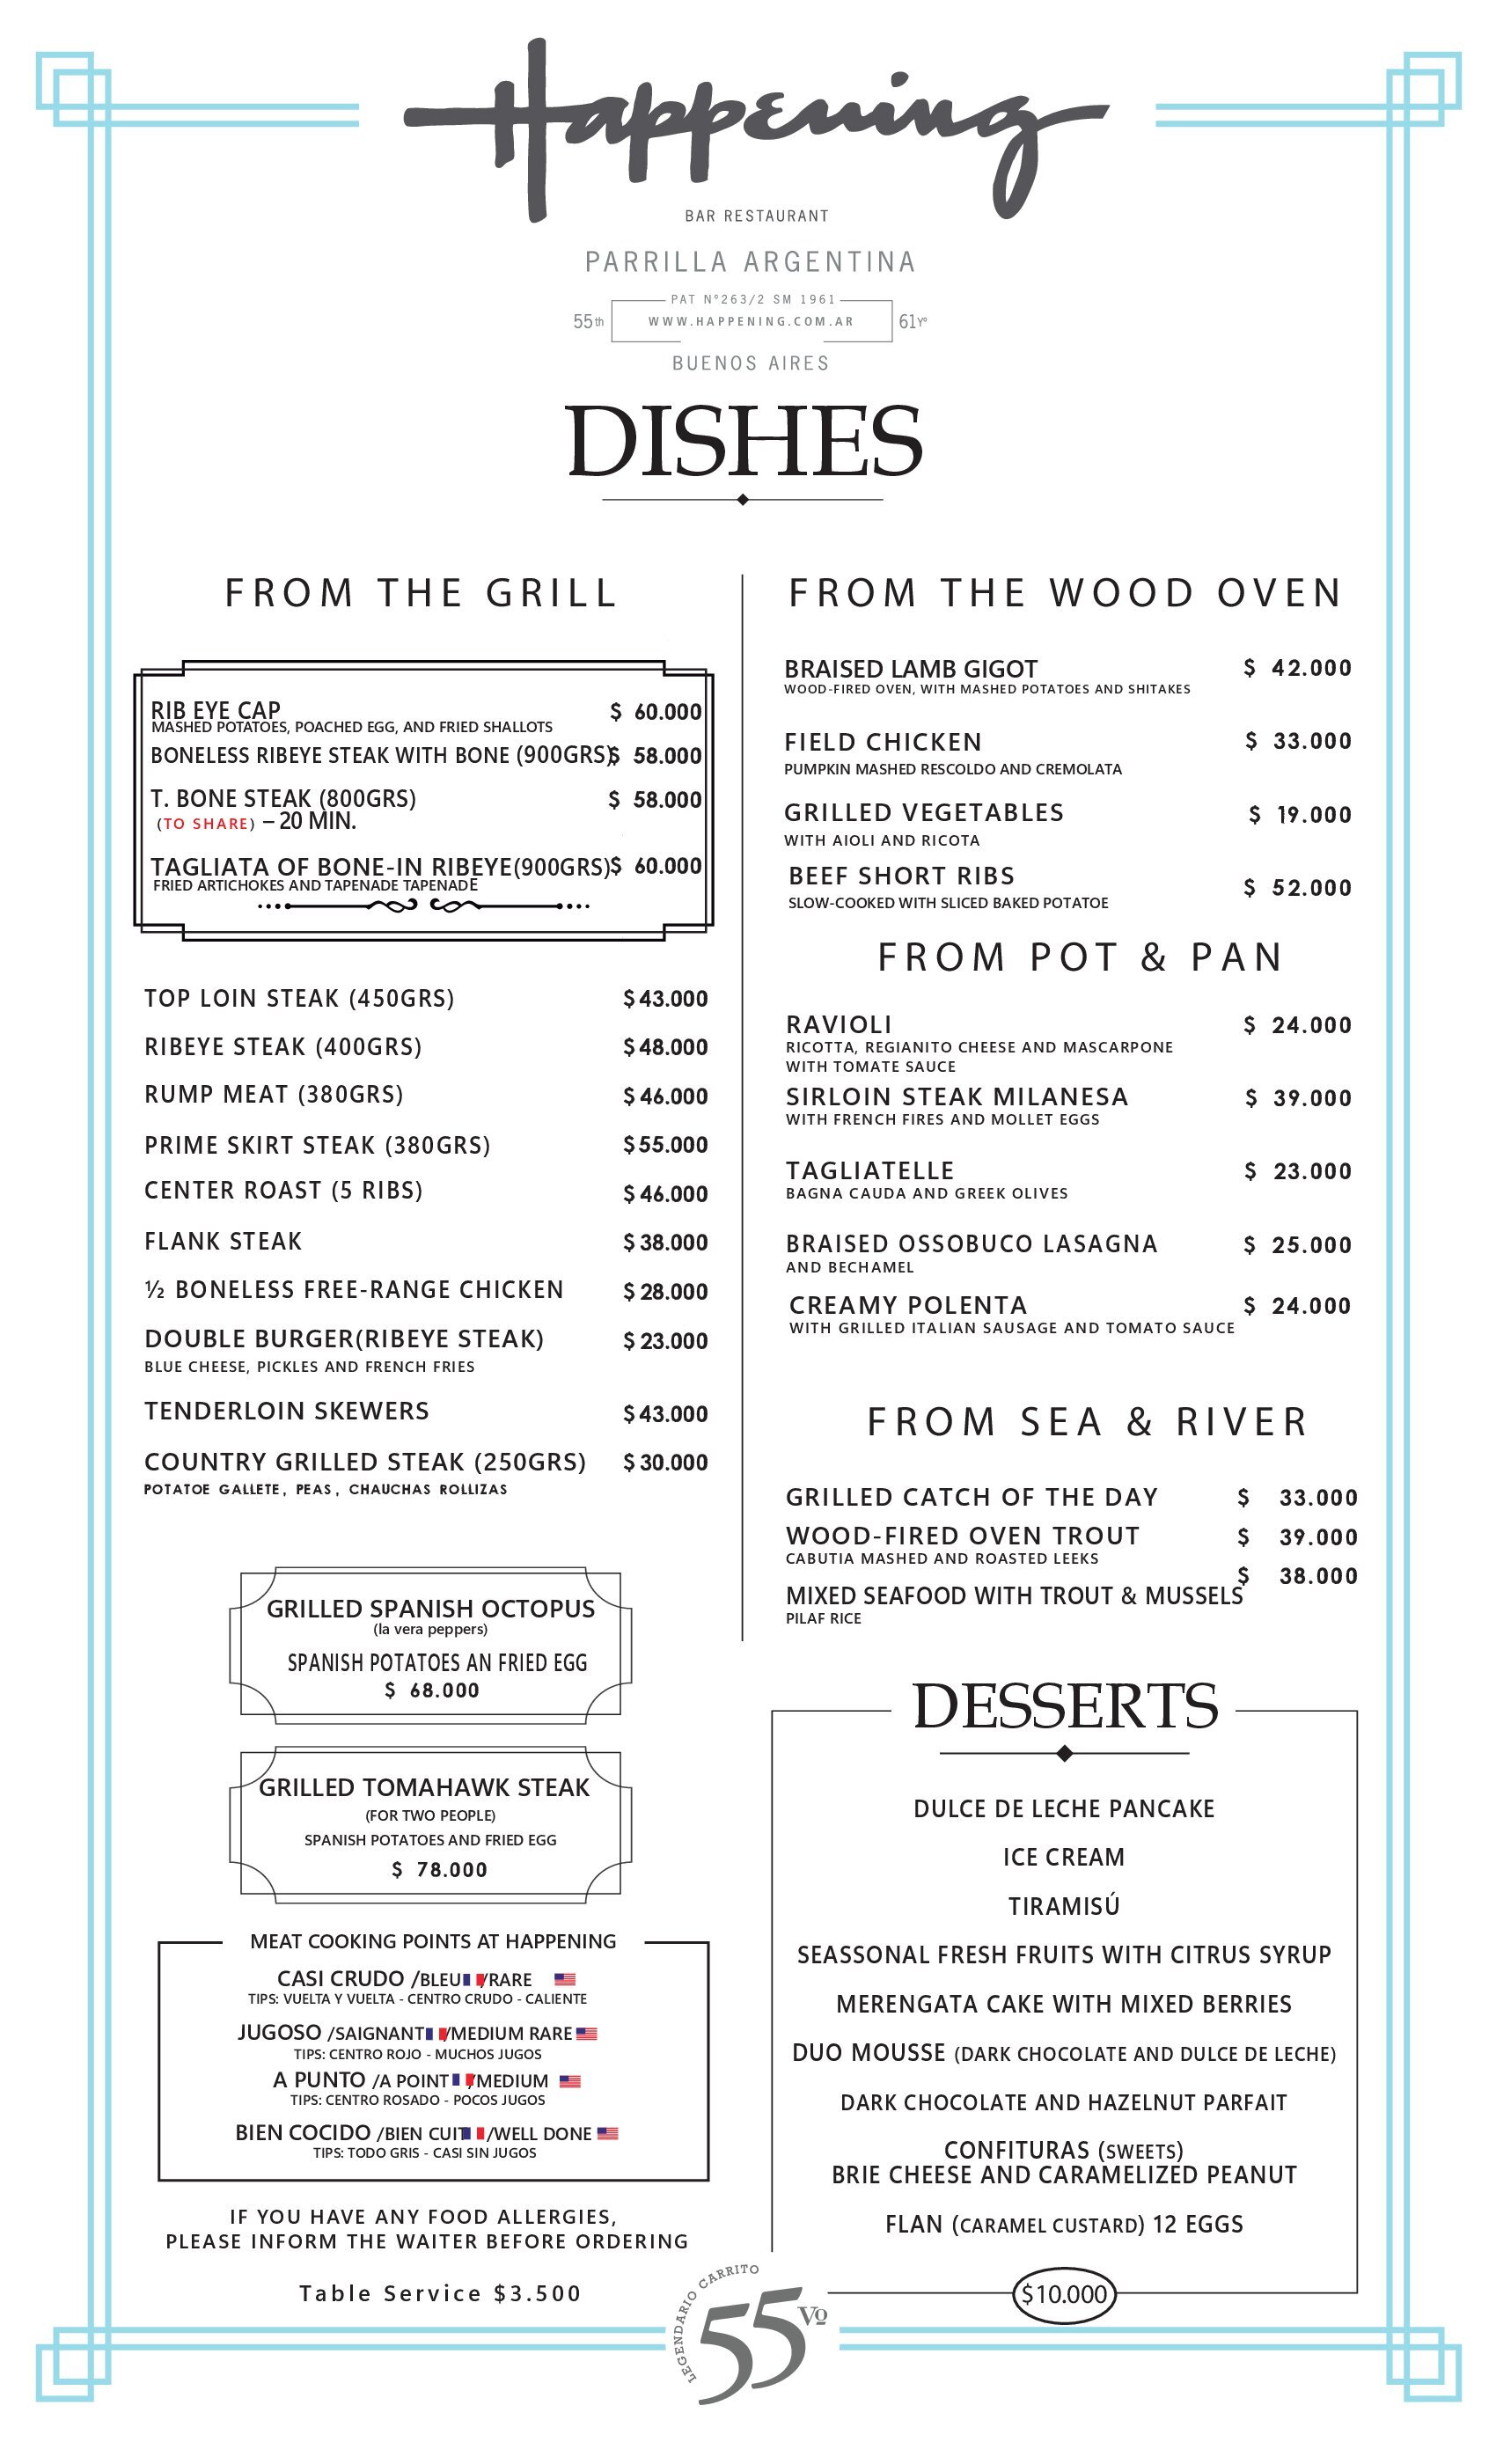 Happening
BAR RESTAURANT
PARRILLA ARGENTINA
PAT N°263/2 SM 1961
55th WWW.HAPPENING.COM.AR 61Yº
BUENOS AIRES
DISHES
FROM THE GRILL
RIB EYE CAP $ 60.000
MASHED POTATOES, POACHED EGG, AND FRIED SHALLOTS
BONELESS RIBEYE STEAK WITH BONE (900GRS) $ 58.000
T. BONE STEAK (800GRS) $ 58.000
(TO SHARE) – 20 MIN.
TAGLIATA OF BONE-IN RIBEYE(900GRS) $ 60.000
FRIED ARTICHOKES AND TAPENADE TAPENADE
TOP LOIN STEAK (450GRS) $ 43.000
RIBEYE STEAK (400GRS) $ 48.000
RUMP MEAT (380GRS) $ 46.000
PRIME SKIRT STEAK (380GRS) $ 55.000
CENTER ROAST (5 RIBS) $ 46.000
FLANK STEAK $ 38.000
½ BONELESS FREE-RANGE CHICKEN $ 28.000
DOUBLE BURGER(RIBEYE STEAK) $ 23.000
BLUE CHEESE, PICKLES AND FRENCH FRIES
TENDERLOIN SKEWERS $ 43.000
COUNTRY GRILLED STEAK (250GRS) $ 30.000
POTATOE GALLETE, PEAS, CHAUCHAS ROLLIZAS
GRILLED SPANISH OCTOPUS
(la vera peppers)
SPANISH POTATOES AN FRIED EGG
$ 68.000
GRILLED TOMAHAWK STEAK
(FOR TWO PEOPLE)
SPANISH POTATOES AND FRIED EGG
$ 78.000
MEAT COOKING POINTS AT HAPPENING
CASI CRUDO /BLEU /RARE
TIPS: VUELTA Y VUELTA - CENTRO CRUDO - CALIENTE
JUGOSO /SAIGNANT /MEDIUM RARE
TIPS: CENTRO ROJO - MUCHOS JUGOS
A PUNTO /A POINT /MEDIUM
TIPS: CENTRO ROSADO - POCOS JUGOS
BIEN COCIDO /BIEN CUIT /WELL DONE
TIPS: TODO GRIS - CASI SIN JUGOS
IF YOU HAVE ANY FOOD ALLERGIES,
PLEASE INFORM THE WAITER BEFORE ORDERING
Table Service $3.500
FROM THE WOOD OVEN
BRAISED LAMB GIGOT $ 42.000
WOOD-FIRED OVEN, WITH MASHED POTATOES AND SHITAKES
FIELD CHICKEN $ 33.000
PUMPKIN MASHED RESCOLDO AND CREMOLATA
GRILLED VEGETABLES $ 19.000
WITH AIOLI AND RICOTA
BEEF SHORT RIBS $ 52.000
SLOW-COOKED WITH SLICED BAKED POTATOE
FROM POT & PAN
RAVIOLI $ 24.000
RICOTTA, REGIANITO CHEESE AND MASCARPONE
WITH TOMATE SAUCE
SIRLOIN STEAK MILANESA $ 39.000
WITH FRENCH FIRES AND MOLLET EGGS
TAGLIATELLE $ 23.000
BAGNA CAUDA AND GREEK OLIVES
BRAISED OSSOBUCO LASAGNA $ 25.000
AND BECHAMEL
CREAMY POLENTA $ 24.000
WITH GRILLED ITALIAN SAUSAGE AND TOMATO SAUCE
FROM SEA & RIVER
GRILLED CATCH OF THE DAY $ 33.000
WOOD-FIRED OVEN TROUT $ 39.000
CABUTIA MASHED AND ROASTED LEEKS
MIXED SEAFOOD WITH TROUT & MUSSELS $ 38.000
PILAF RICE
DESSERTS
DULCE DE LECHE PANCAKE
ICE CREAM
TIRAMISÚ
SEASSONAL FRESH FRUITS WITH CITRUS SYRUP
MERENGATA CAKE WITH MIXED BERRIES
DUO MOUSSE (DARK CHOCOLATE AND DULCE DE LECHE)
DARK CHOCOLATE AND HAZELNUT PARFAIT
CONFITURAS (SWEETS)
BRIE CHEESE AND CARAMELIZED PEANUT
FLAN (CARAMEL CUSTARD) 12 EGGS
$10.000
LEGENDARIO CARRITO
55 Vº